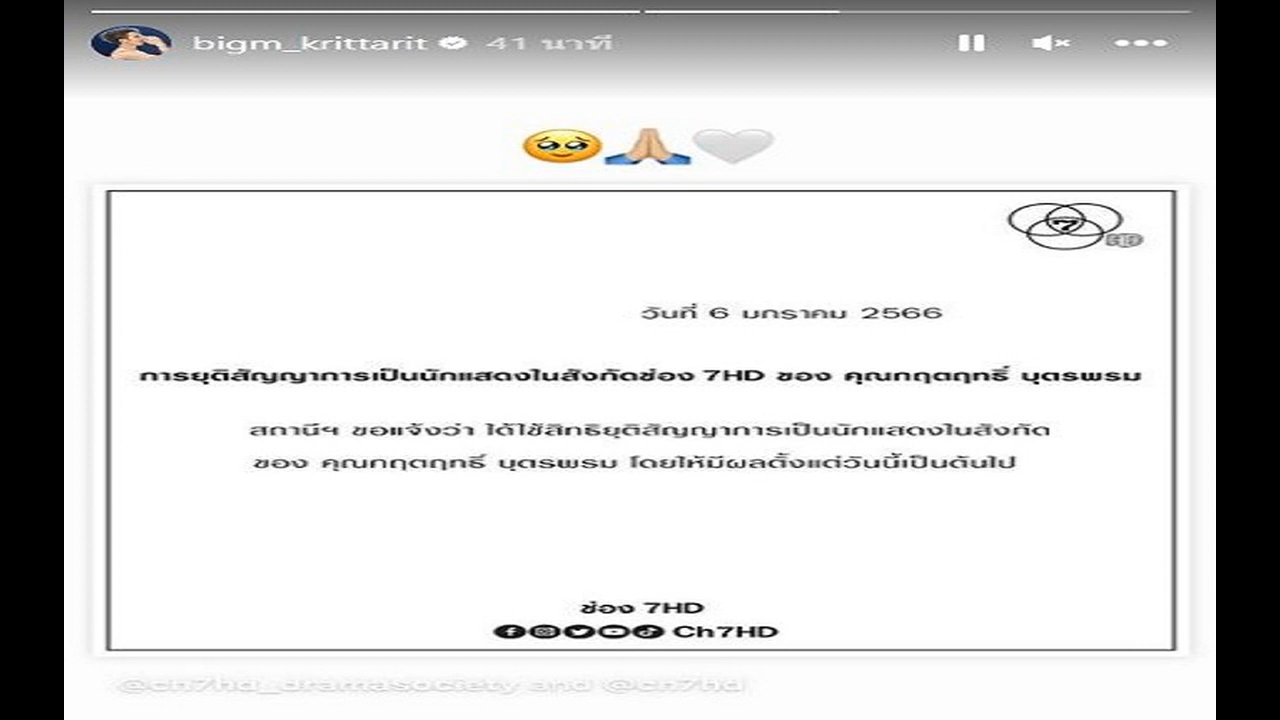 bigm_krittarit 41 นาที
7 HD
วันที่ 6 มกราคม 2566
การยุติสัญญาการเป็นนักแสดงในสังกัดช่อง 7HD ของ คุณกฤตฤทธิ์ บุตรพรม
สถานีฯ ขอแจ้งว่า ได้ใช้สิทธิยุติสัญญาการเป็นนักแสดงในสังกัด
ของ คุณกฤตฤทธิ์ บุตรพรม โดยให้มีผลตั้งแต่วันนี้เป็นต้นไป
ช่อง 7HD
Ch7HD
@ch7hd_dramasociety and @ch7hd